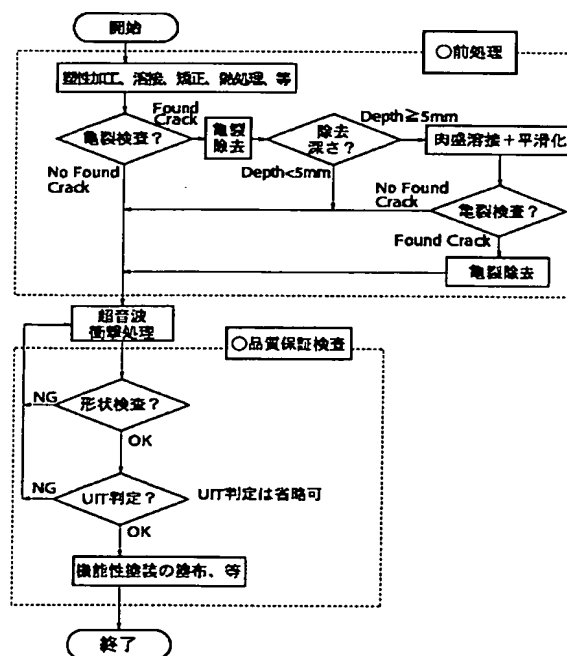 開始
○前処理
塑性加工、溶接、矯正、熱処理、等
亀裂検査？
Found
Crack
亀裂
除去
除去
深さ？
Depth≧5mm
肉盛溶接＋平滑化
No Found
Crack
Depth<5mm
No Found
Crack
亀裂検査？
Found Crack
亀裂除去
超音波
衝撃処理
○品質保証検査
NG
形状検査？
OK
NG
UIT判定？
UIT判定は省略可
OK
機能性塗装の塗布、等
終了